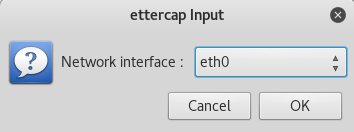 ettercap Input
Network interface : eth0
Cancel OK